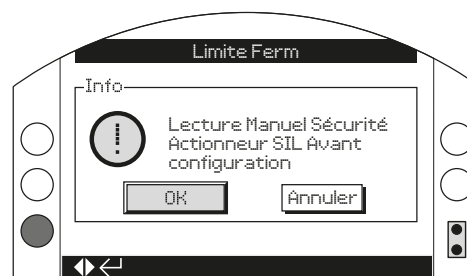 Limite Ferm
Info
Lecture Manuel Sécurité
Actionneur SIL Avant
configuration
OK
Annuler